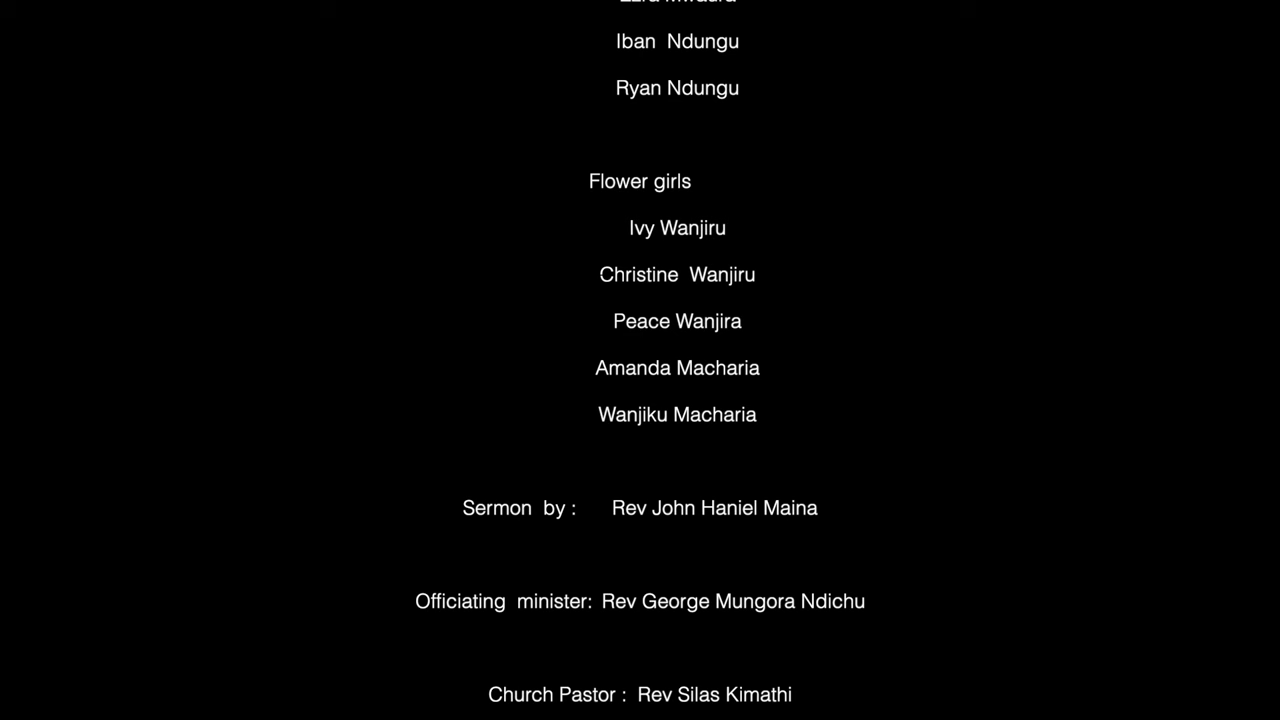 Iban Ndungu
Ryan Ndungu
Flower girls
Ivy Wanjiru
Christine Wanjiru
Peace Wanjira
Amanda Macharia
Wanjiku Macharia
Sermon by : Rev John Haniel Maina
Officiating minister: Rev George Mungora Ndichu
Church Pastor : Rev Silas Kimathi